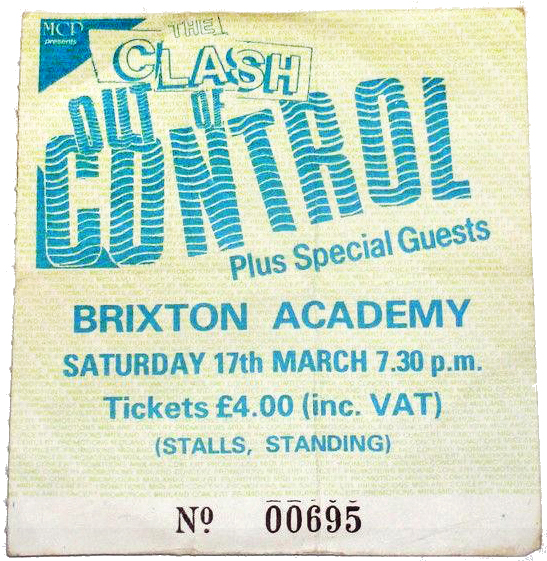 MCP
presents
THE
CLASH
OUT OF
CONTROL
Plus Special Guests
BRIXTON ACADEMY
SATURDAY 17th MARCH 7.30 p.m.
Tickets £4.00 (inc. VAT)
(STALLS, STANDING)
Nº 00695